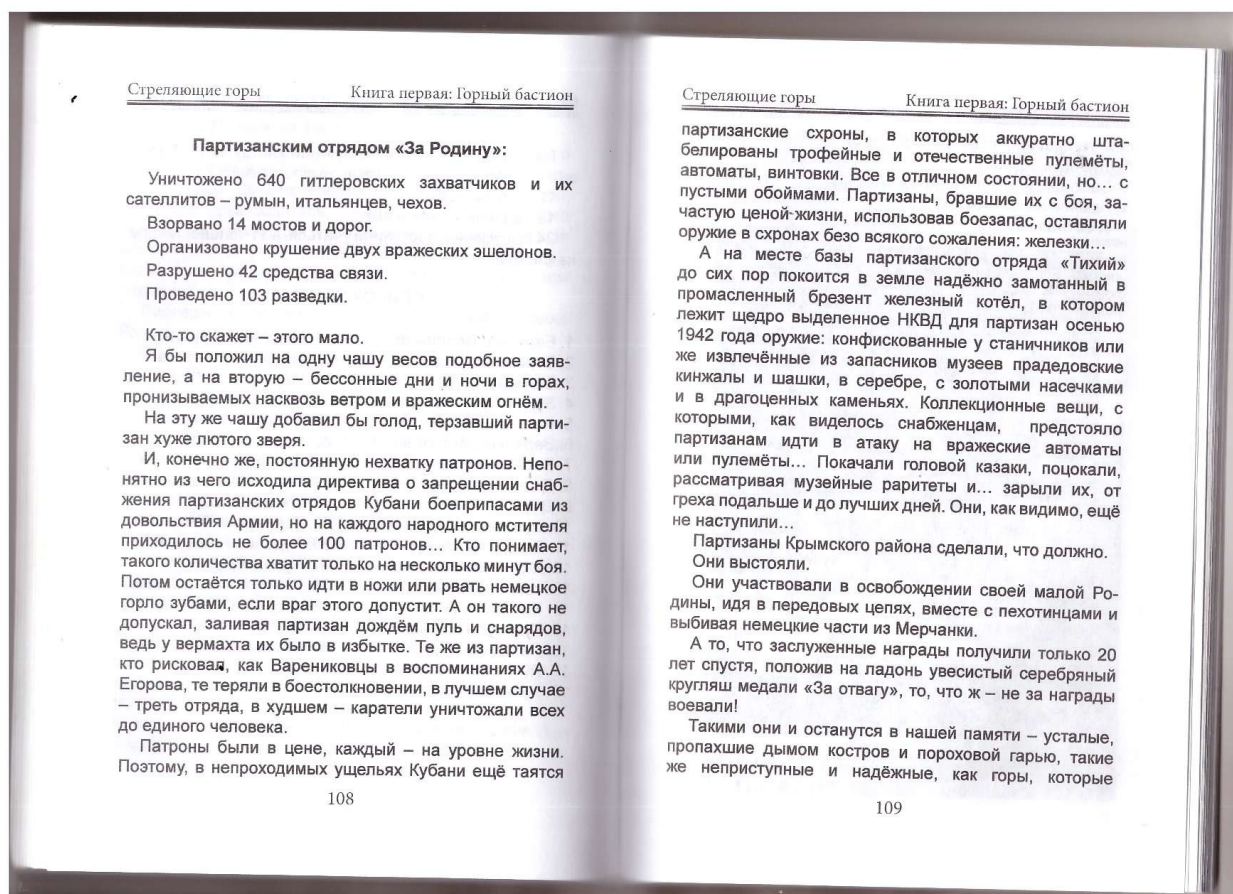 Стреляющие горы Книга первая: Горный бастион
Партизанским отрядом «За Родину»:
Уничтожено 640 гитлеровских захватчиков и их
сателлитов – румын, итальянцев, чехов.
Взорвано 14 мостов и дорог.
Организовано крушение двух вражеских эшелонов.
Разрушено 42 средства связи.
Проведено 103 разведки.
Кто-то скажет – этого мало.
Я бы положил на одну чашу весов подобное заяв-
ление, а на вторую – бессонные дни и ночи в горах,
пронизываемых насквозь ветром и вражеским огнём.
На эту же чашу добавил бы голод, терзавший парти-
зан хуже лютого зверя.
И, конечно же, постоянную нехватку патронов. Непо-
нятно из чего исходила директива о запрещении снаб-
жения партизанских отрядов Кубани боеприпасами из
довольствия Армии, но на каждого народного мстителя
приходилось не более 100 патронов... Кто понимает,
такого количества хватит только на несколько минут боя.
Потом остаётся только идти в ножи или рвать немецкое
горло зубами, если враг этого допустит. А он такого не
допускал, заливая партизан дождём пуль и снарядов,
ведь у вермахта их было в избытке. Те же из партизан,
кто рисковал, как Варениковцы в воспоминаниях А.А.
Егорова, те теряли в боестолкновении, в лучшем случае
– треть отряда, в худшем – каратели уничтожали всех
до единого человека.
Патроны были в цене, каждый – на уровне жизни.
Поэтому, в непроходимых ущельях Кубани ещё таятся
108
Стреляющие горы Книга первая: Горный бастион
партизанские схроны, в которых аккуратно шта-
белированы трофейные и отечественные пулемёты,
автоматы, винтовки. Все в отличном состоянии, но... с
пустыми обоймами. Партизаны, бравшие их с боя, за-
частую ценой жизни, использовав боезапас, оставляли
оружие в схронах безо всякого сожаления: железки...
А на месте базы партизанского отряда «Тихий»
до сих пор покоится в земле надёжно замотанный в
промасленный брезент железный котёл, в котором
лежит щедро выделенное НКВД для партизан осенью
1942 года оружие: конфискованные у станичников или
же извлечённые из запасников музеев прадедовские
кинжалы и шашки, в серебре, с золотыми насечками
и в драгоценных каменьях. Коллекционные вещи, с
которыми, как виделось снабженцам, предстояло
партизанам идти в атаку на вражеские автоматы
или пулемёты... Покачали головой казаки, поцокали,
рассматривая музейные раритеты и... зарыли их, от
греха подальше и до лучших дней. Они, как видимо, ещё
не наступили...
Партизаны Крымского района сделали, что должно.
Они выстояли.
Они участвовали в освобождении своей малой Ро-
дины, идя в передовых цепях, вместе с пехотинцами и
выбивая немецкие части из Мерчанки.
А то, что заслуженные награды получили только 20
лет спустя, положив на ладонь увесистый серебряный
кругляш медали «За отвагу», то, что ж – не за награды
воевали!
Такими они и останутся в нашей памяти – усталые,
пропахшие дымом костров и пороховой гарью, такие
же неприступные и надёжные, как горы, которые
109